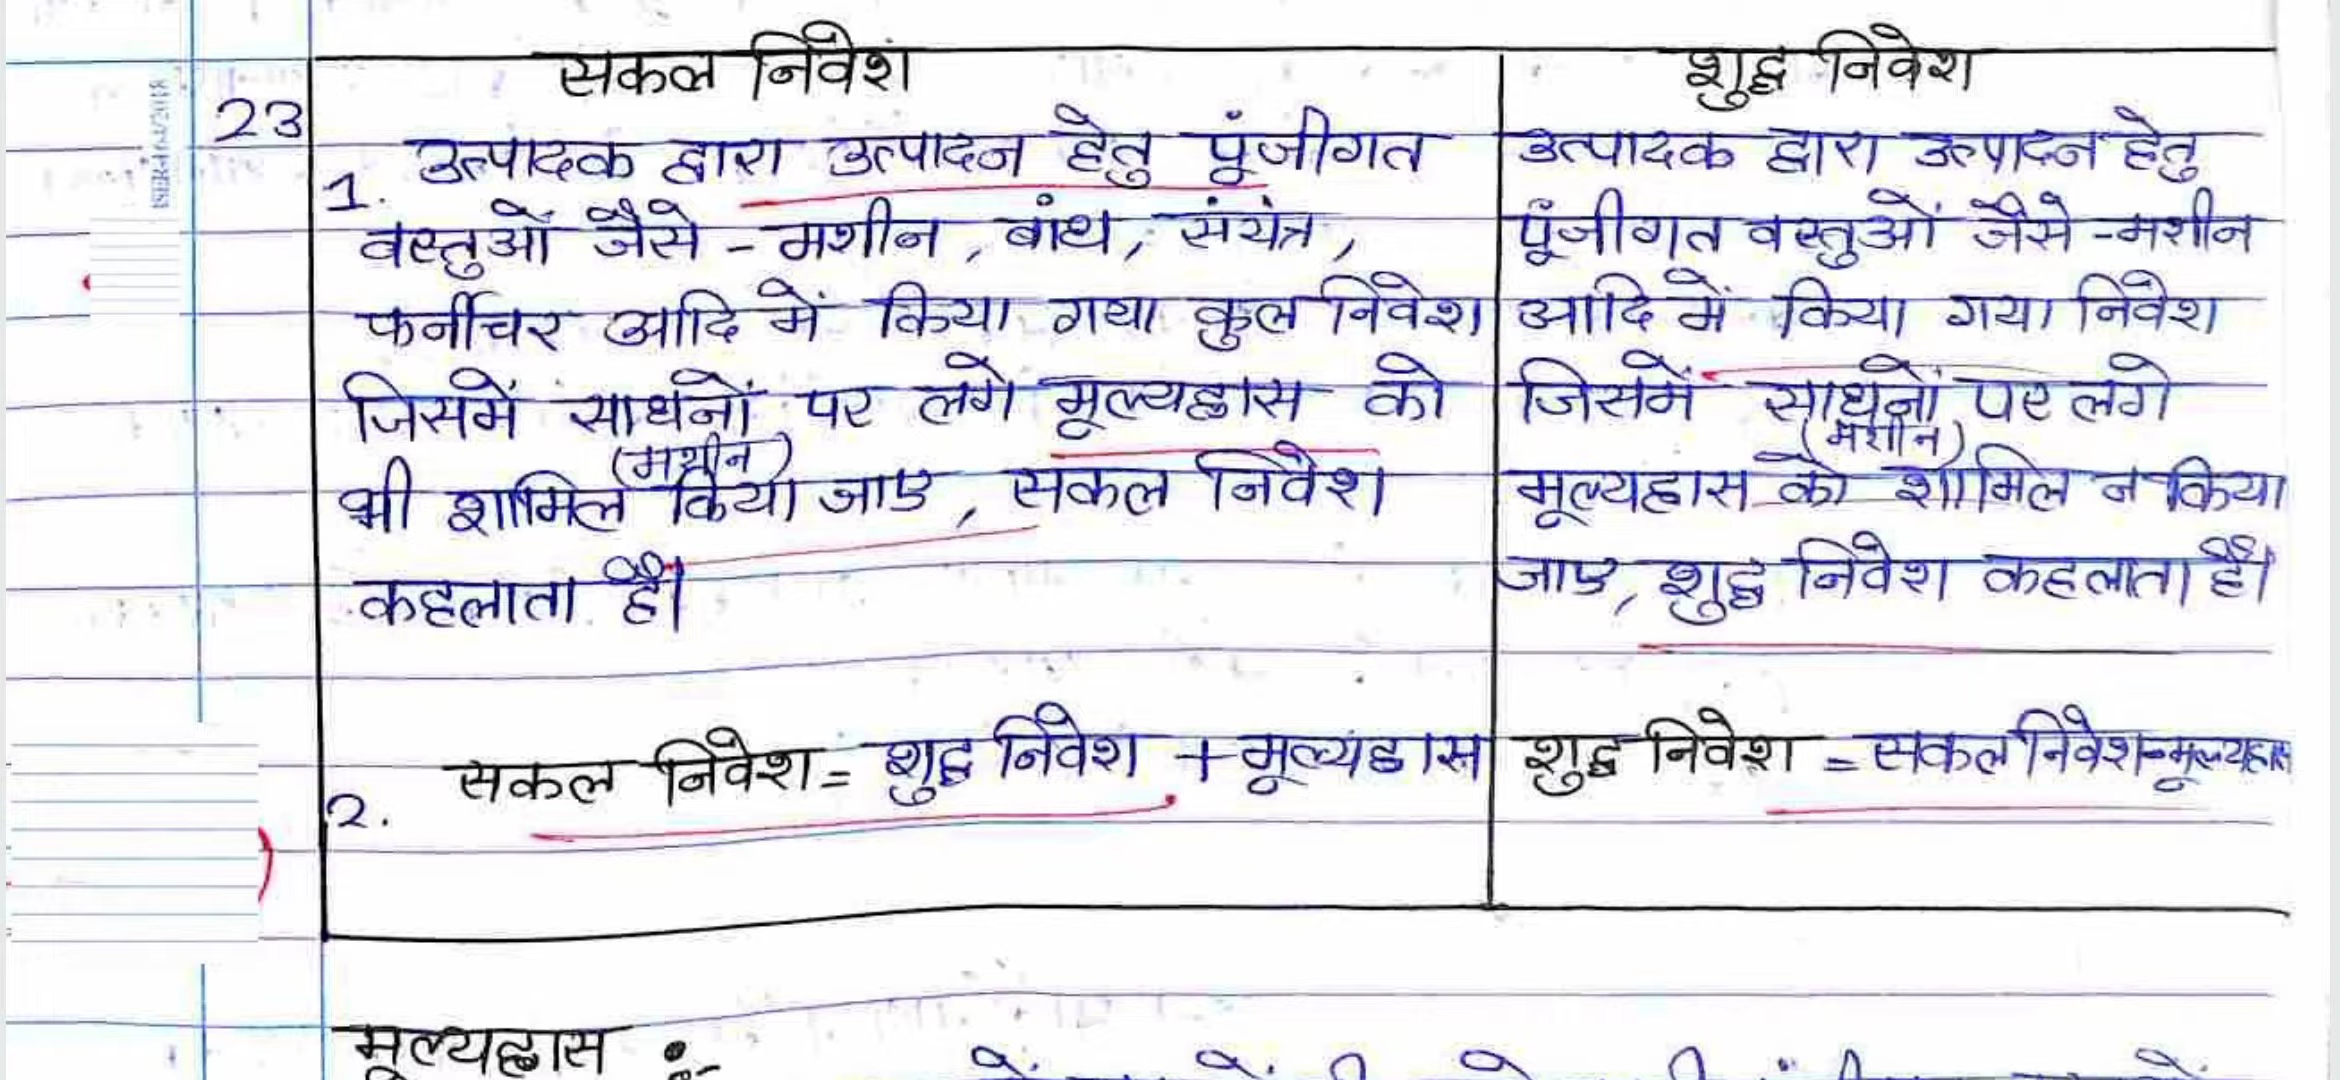 सकल निवेश
शुद्ध निवेश
23
1. उत्पादक द्वारा उत्पादन हेतु पूंजीगत
वस्तुओं जैसे - मशीन, बांध, संयंत्र,
फर्नीचर आदि में किया गया कुल निवेश
जिसमें साधनों पर लगे मूल्यह्रास को
(मशीन)
भी शामिल किया जाए, सकल निवेश
कहलाता है।
उत्पादक द्वारा उत्पादन हेतु
पूंजीगत वस्तुओं जैसे -मशीन
आदि में किया गया निवेश
जिसमें साधनों पर लगे
(मशीन)
मूल्यह्रास को शामिल न किया
जाए, शुद्ध निवेश कहलाता है।
2. सकल निवेश = शुद्ध निवेश + मूल्यह्रास
शुद्ध निवेश = सकल निवेश - मूल्यह्रास
मूल्यह्रास :-